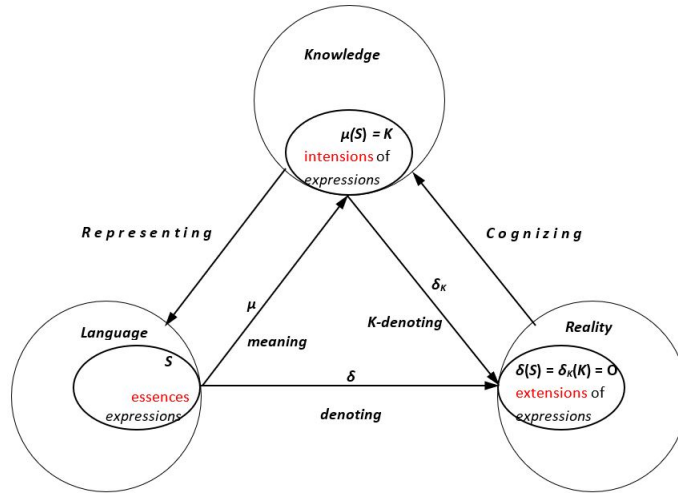 Knowledge
μ(S) = K
intensions of
expressions
Representing
Cognizing
μ
δK
K-denoting
meaning
Language
S
essences
expressions
δ
denoting
Reality
δ(S) = δK(K) = O
extensions of
expressions